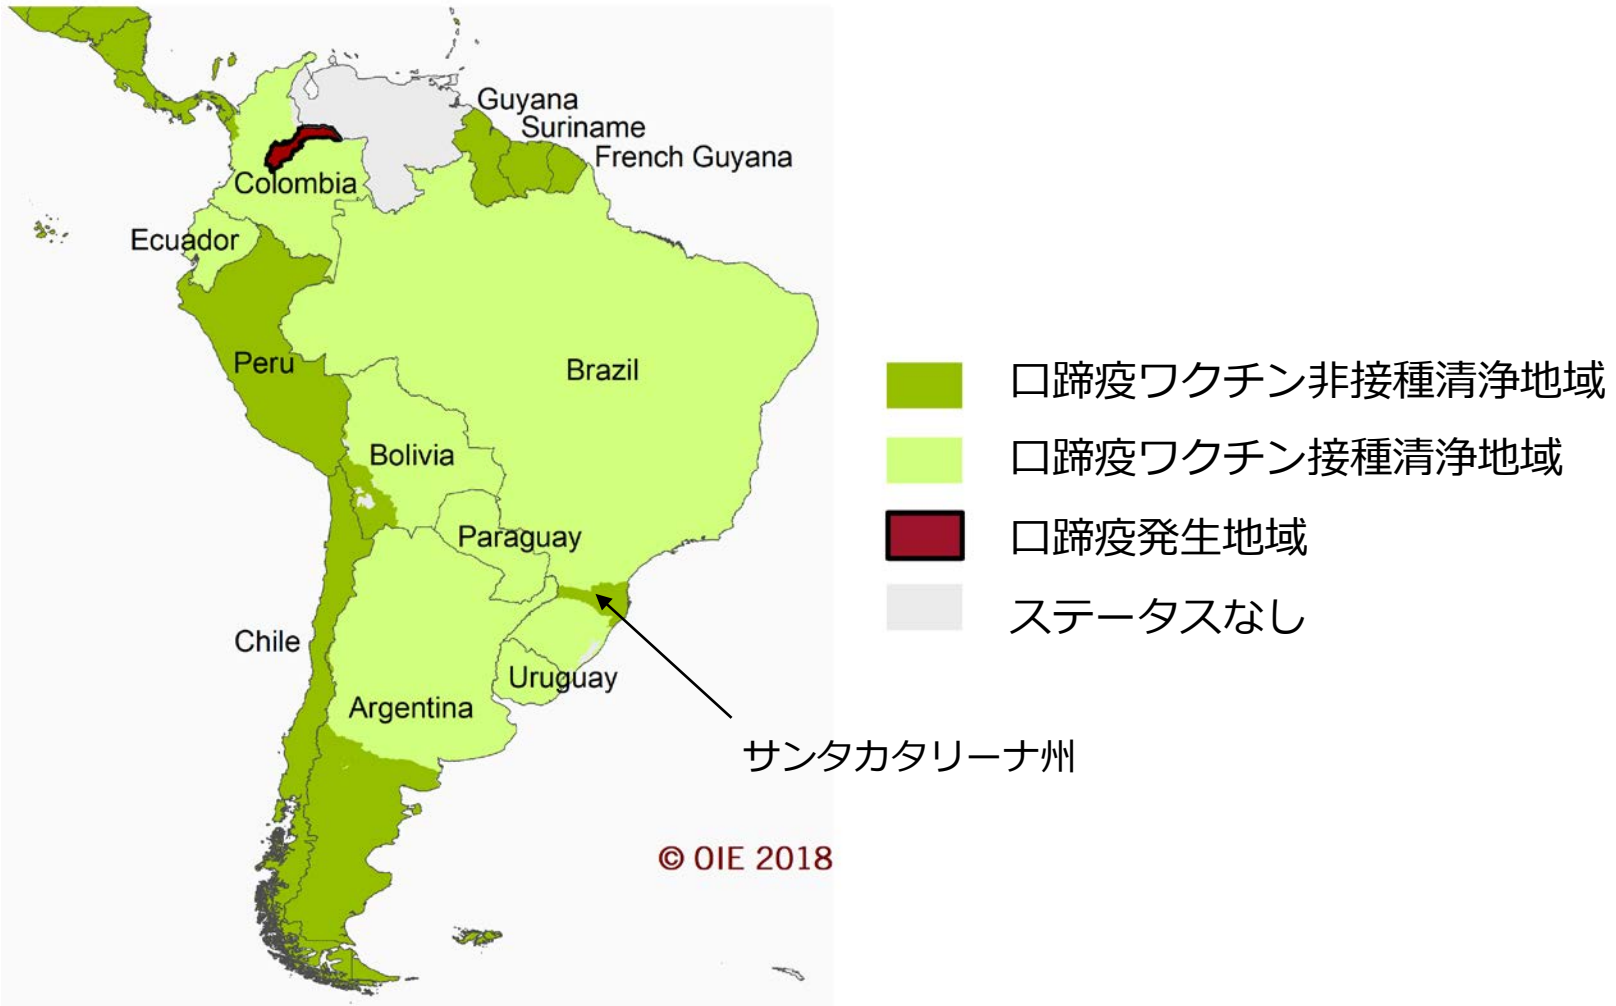 Guyana
Suriname
French Guyana
Colombia
Ecuador
Peru
Brazil
Bolivia
Paraguay
Chile
Uruguay
Argentina
サンタカタリーナ州
© OIE 2018
口蹄疫ワクチン非接種清浄地域
口蹄疫ワクチン接種清浄地域
口蹄疫発生地域
ステータスなし